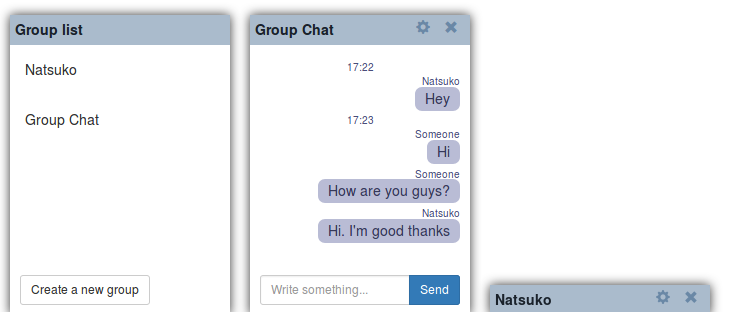 Group list
Natsuko
Group Chat
Create a new group
Group Chat
17:22
Natsuko
Hey
17:23
Someone
Hi
Someone
How are you guys?
Natsuko
Hi. I'm good thanks
Write something...
Send
Natsuko